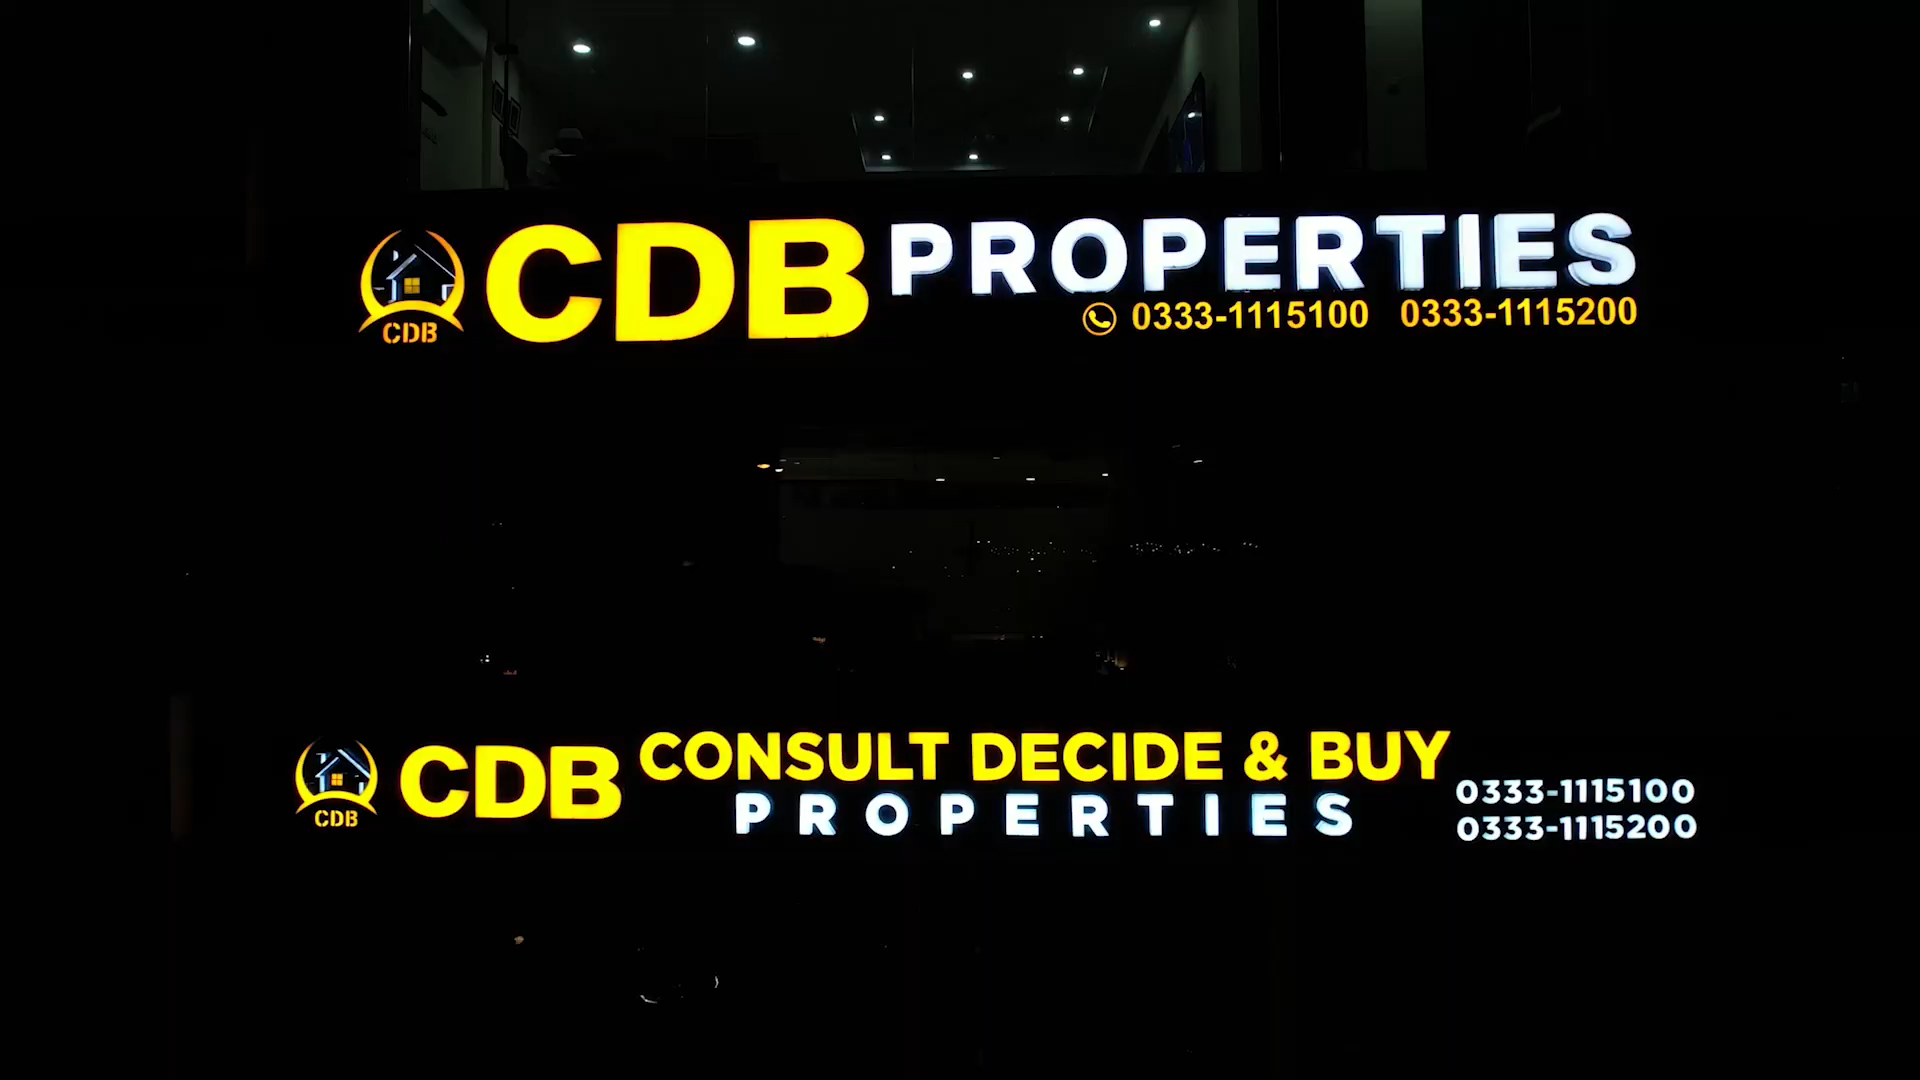 CDB PROPERTIES
0333-1115100 0333-1115200
CDB
CDB CONSULT DECIDE & BUY
PROPERTIES
0333-1115100
0333-1115200
CDB